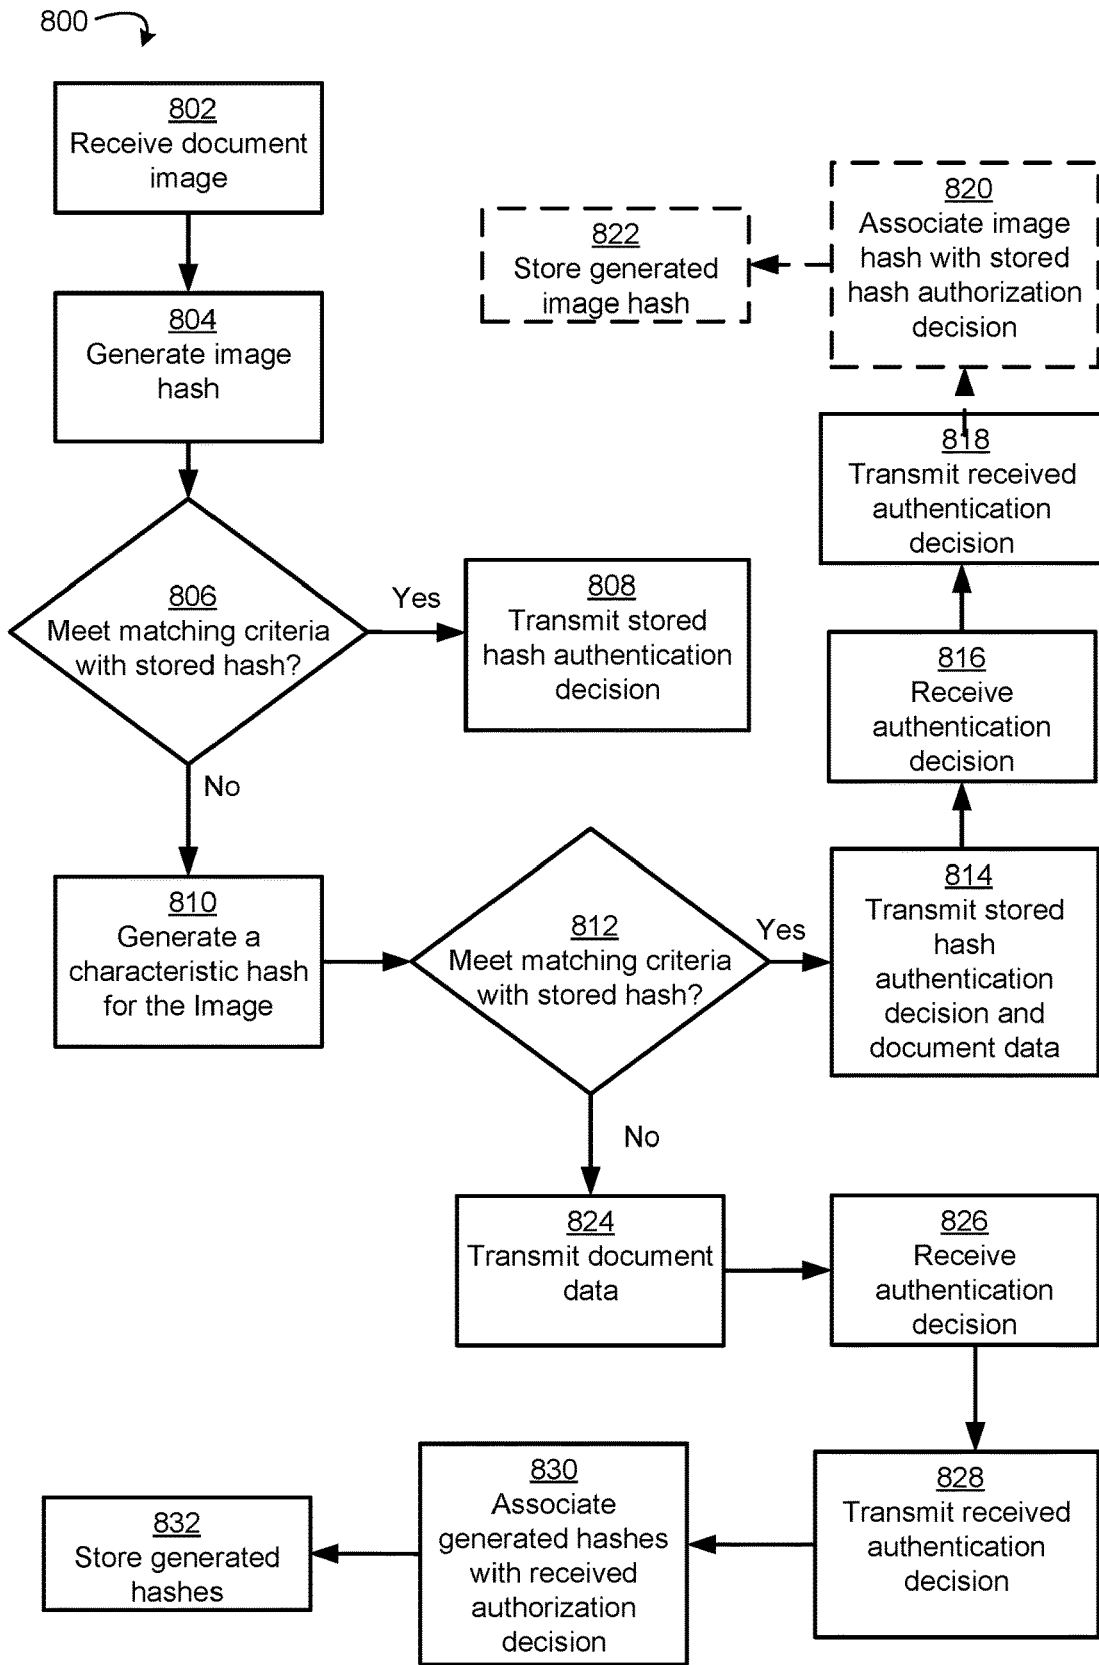 800
802
Receive document
image
804
Generate image
hash
806
Meet matching criteria
with stored hash?
Yes
808
Transmit stored
hash authentication
decision
No
810
Generate a
characteristic hash
for the Image
812
Meet matching criteria
with stored hash?
Yes
814
Transmit stored
hash
authentication
decision and
document data
816
Receive
authentication
decision
818
Transmit received
authentication
decision
820
Associate image
hash with stored
hash authorization
decision
822
Store generated
image hash
No
824
Transmit document
data
826
Receive
authentication
decision
828
Transmit received
authentication
decision
830
Associate
generated hashes
with received
authorization
decision
832
Store generated
hashes